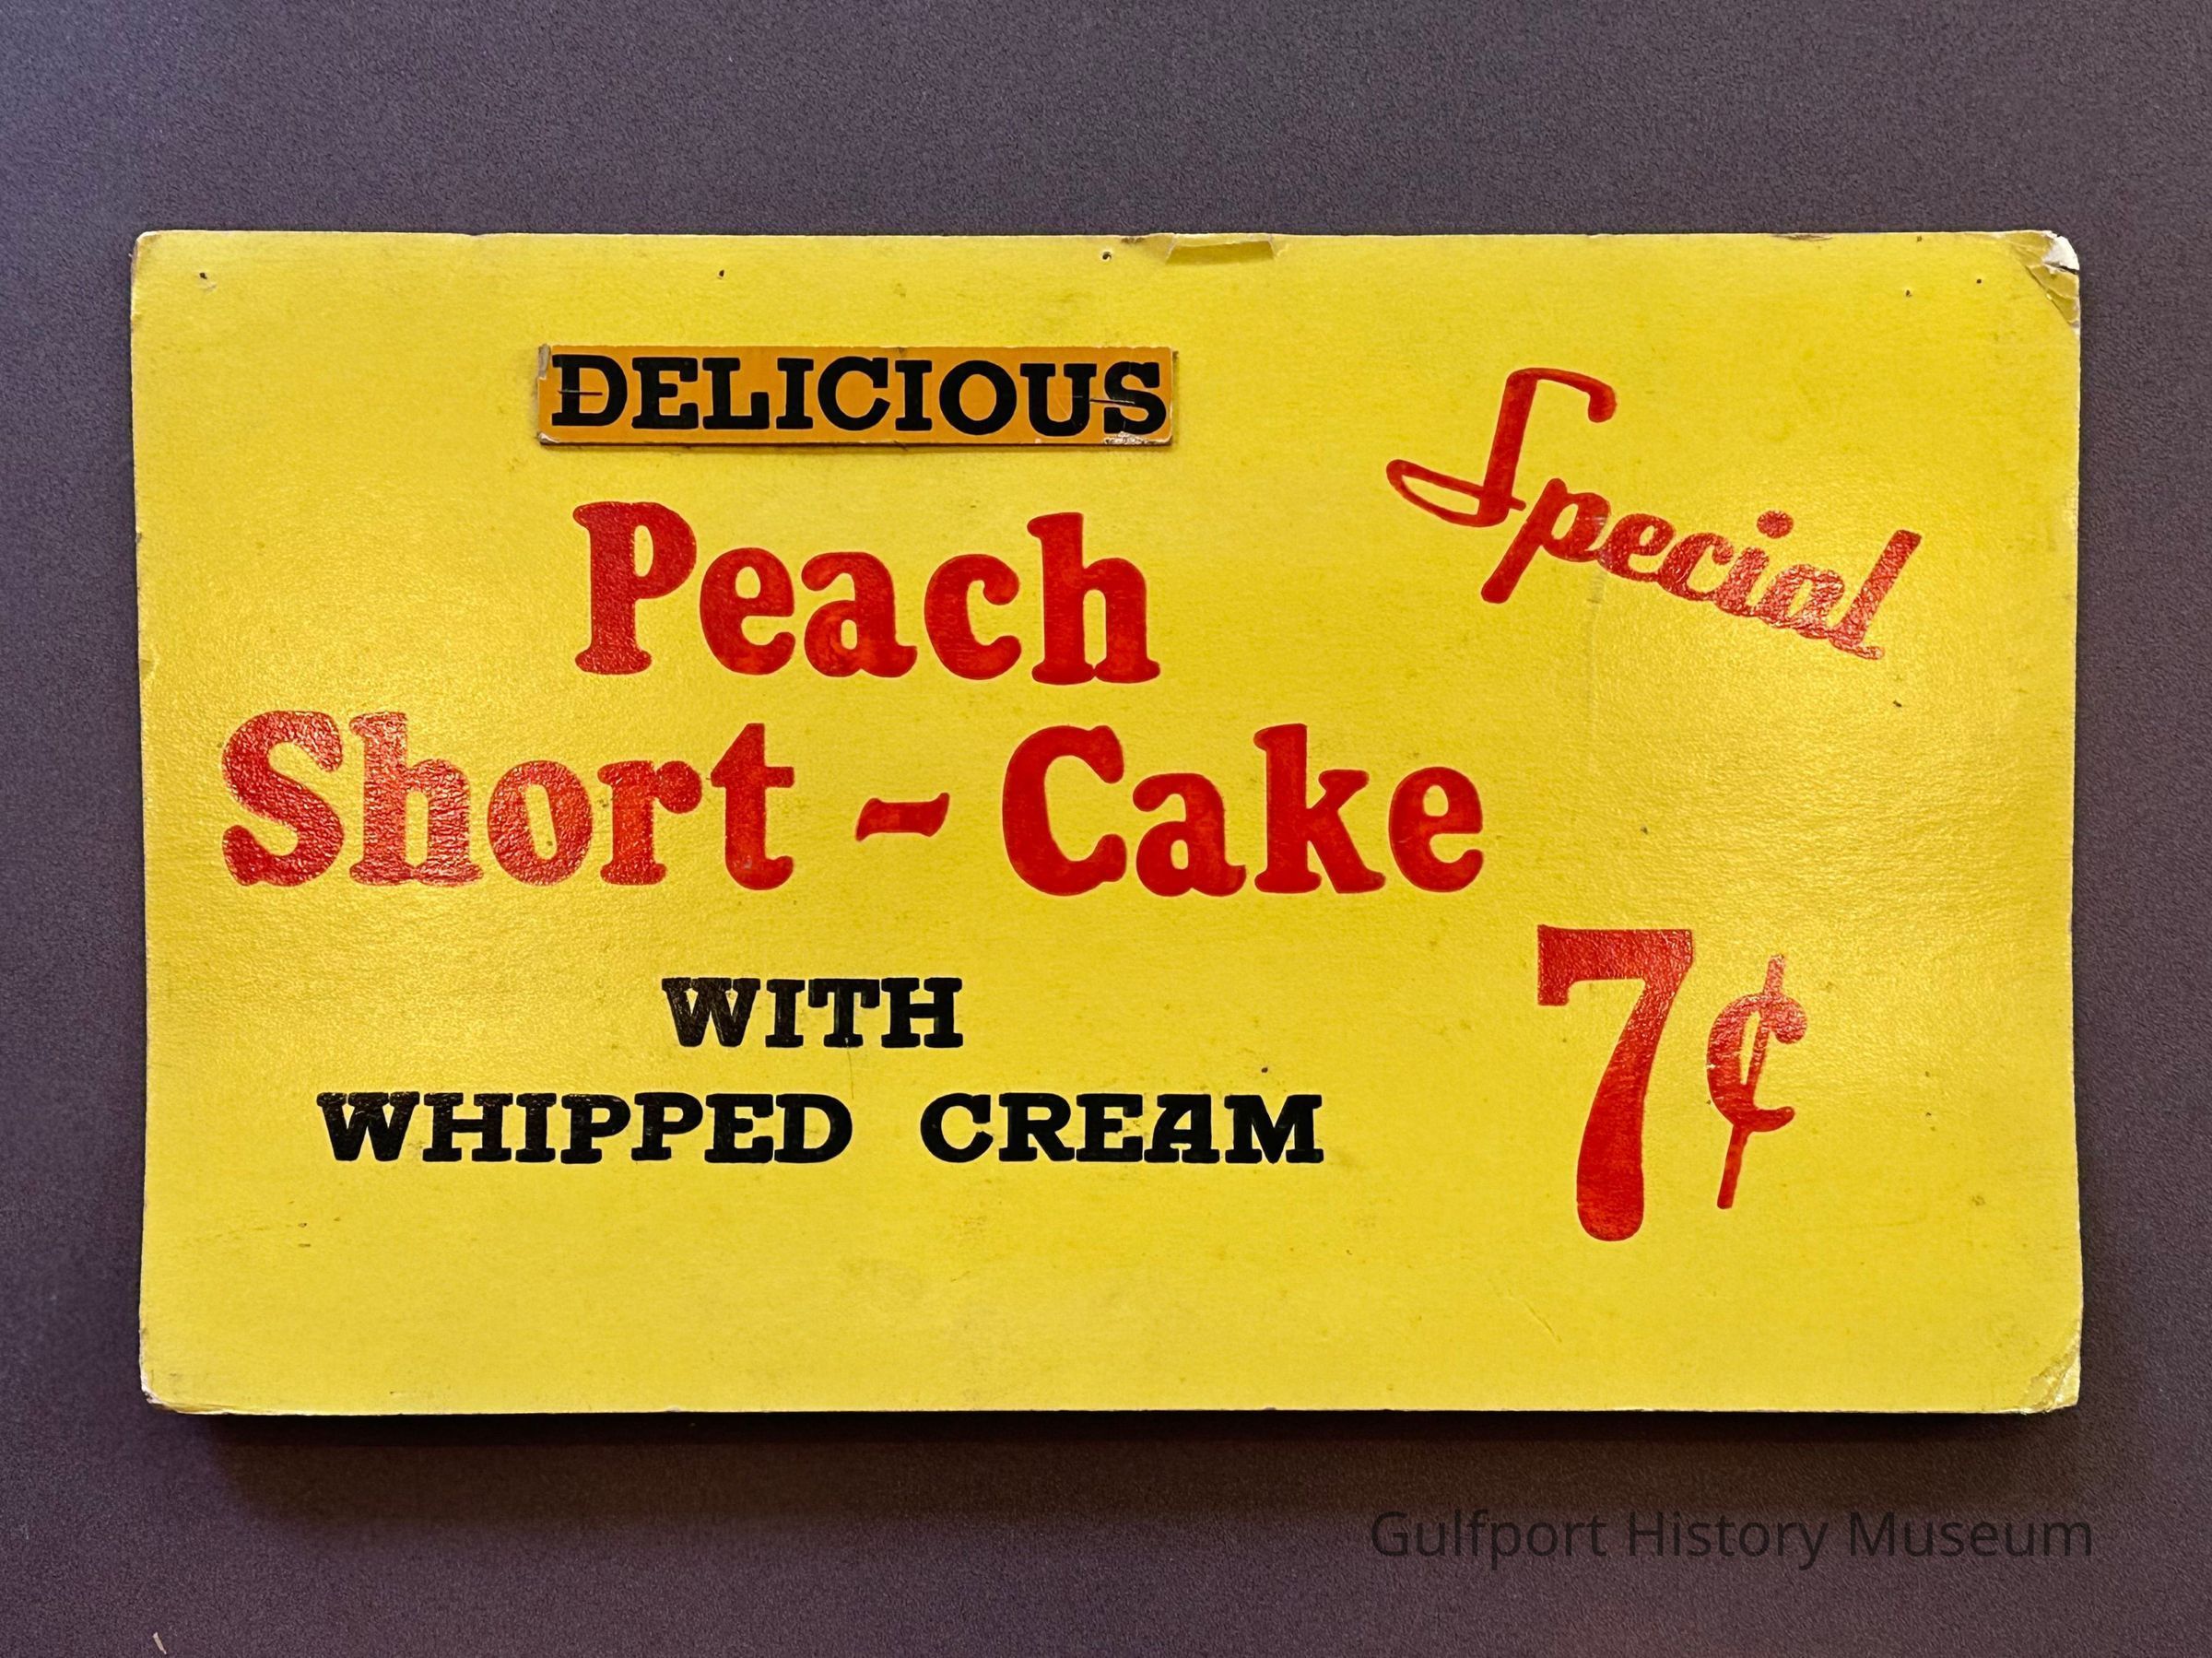 DELICIOUS
Special
Peach
Short - Cake
WITH
WHIPPED CREAM
7¢
Gulfport History Museum